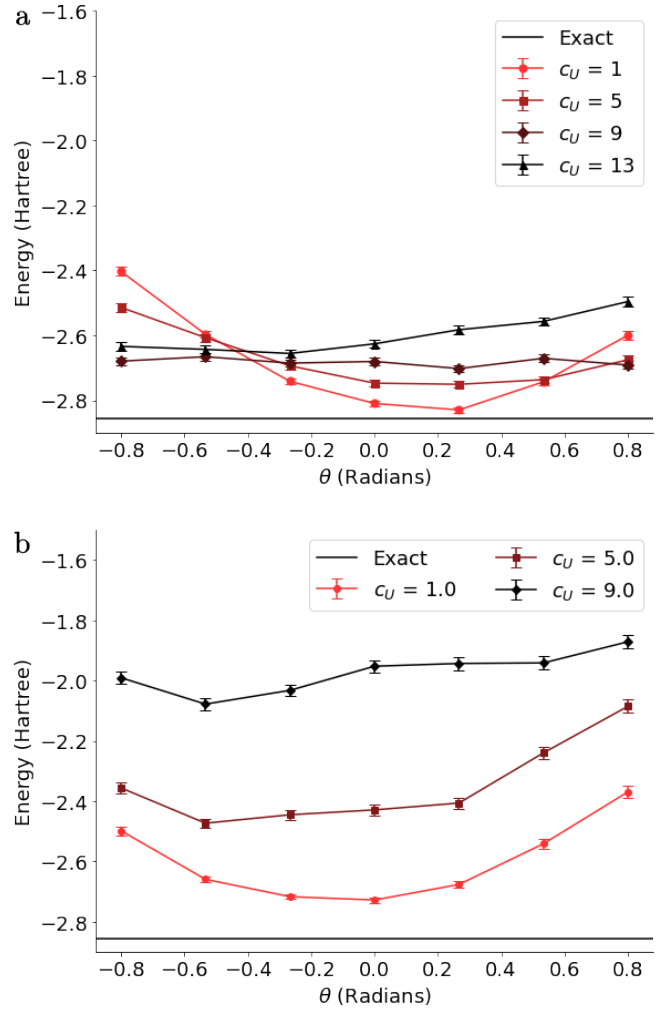 a
Energy (Hartree)
−1.6
−1.8
−2.0
−2.2
−2.4
−2.6
−2.8
Exact
c_U = 1
c_U = 5
c_U = 9
c_U = 13
−0.8 −0.6 −0.4 −0.2 0.0 0.2 0.4 0.6 0.8
θ (Radians)
b
Energy (Hartree)
−1.6
−1.8
−2.0
−2.2
−2.4
−2.6
−2.8
Exact
c_U = 1.0
c_U = 5.0
c_U = 9.0
−0.8 −0.6 −0.4 −0.2 0.0 0.2 0.4 0.6 0.8
θ (Radians)